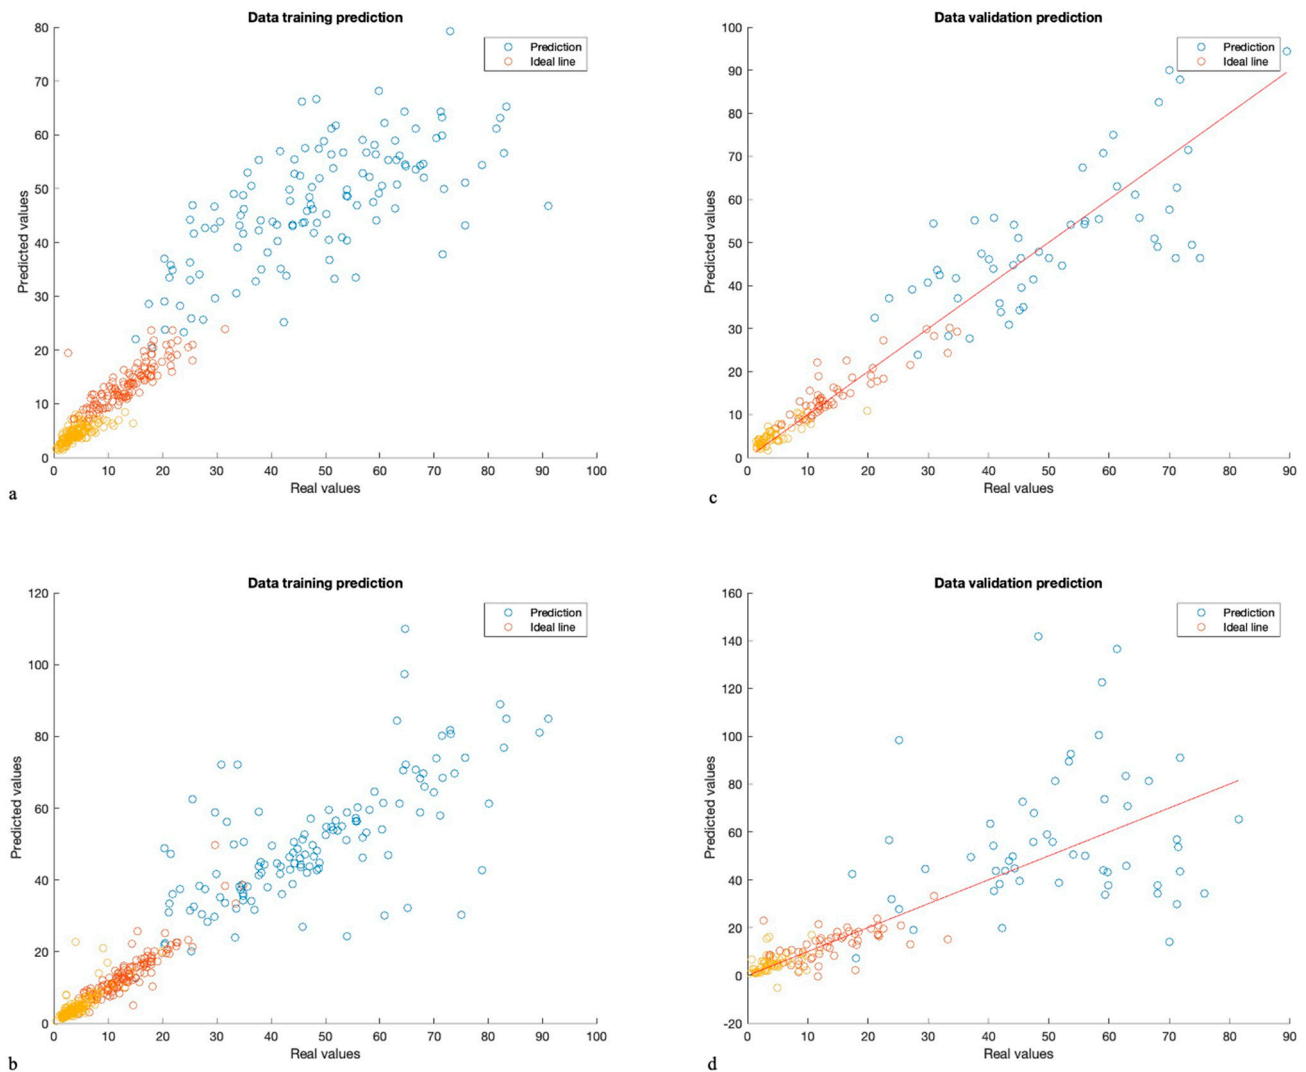 Data training prediction
Prediction
Ideal line
80
70
60
50
40
30
20
10
0
Predicted values
0 10 20 30 40 50 60 70 80 90 100
Real values
a
Data validation prediction
Prediction
Ideal line
100
90
80
70
60
50
40
30
20
10
0
Predicted values
0 10 20 30 40 50 60 70 80 90
Real values
c
Data training prediction
Prediction
Ideal line
120
100
80
60
40
20
0
Predicted values
0 10 20 30 40 50 60 70 80 90 100
Real values
b
Data validation prediction
Prediction
Ideal line
160
140
120
100
80
60
40
20
0
-20
Predicted values
0 10 20 30 40 50 60 70 80 90
Real values
d